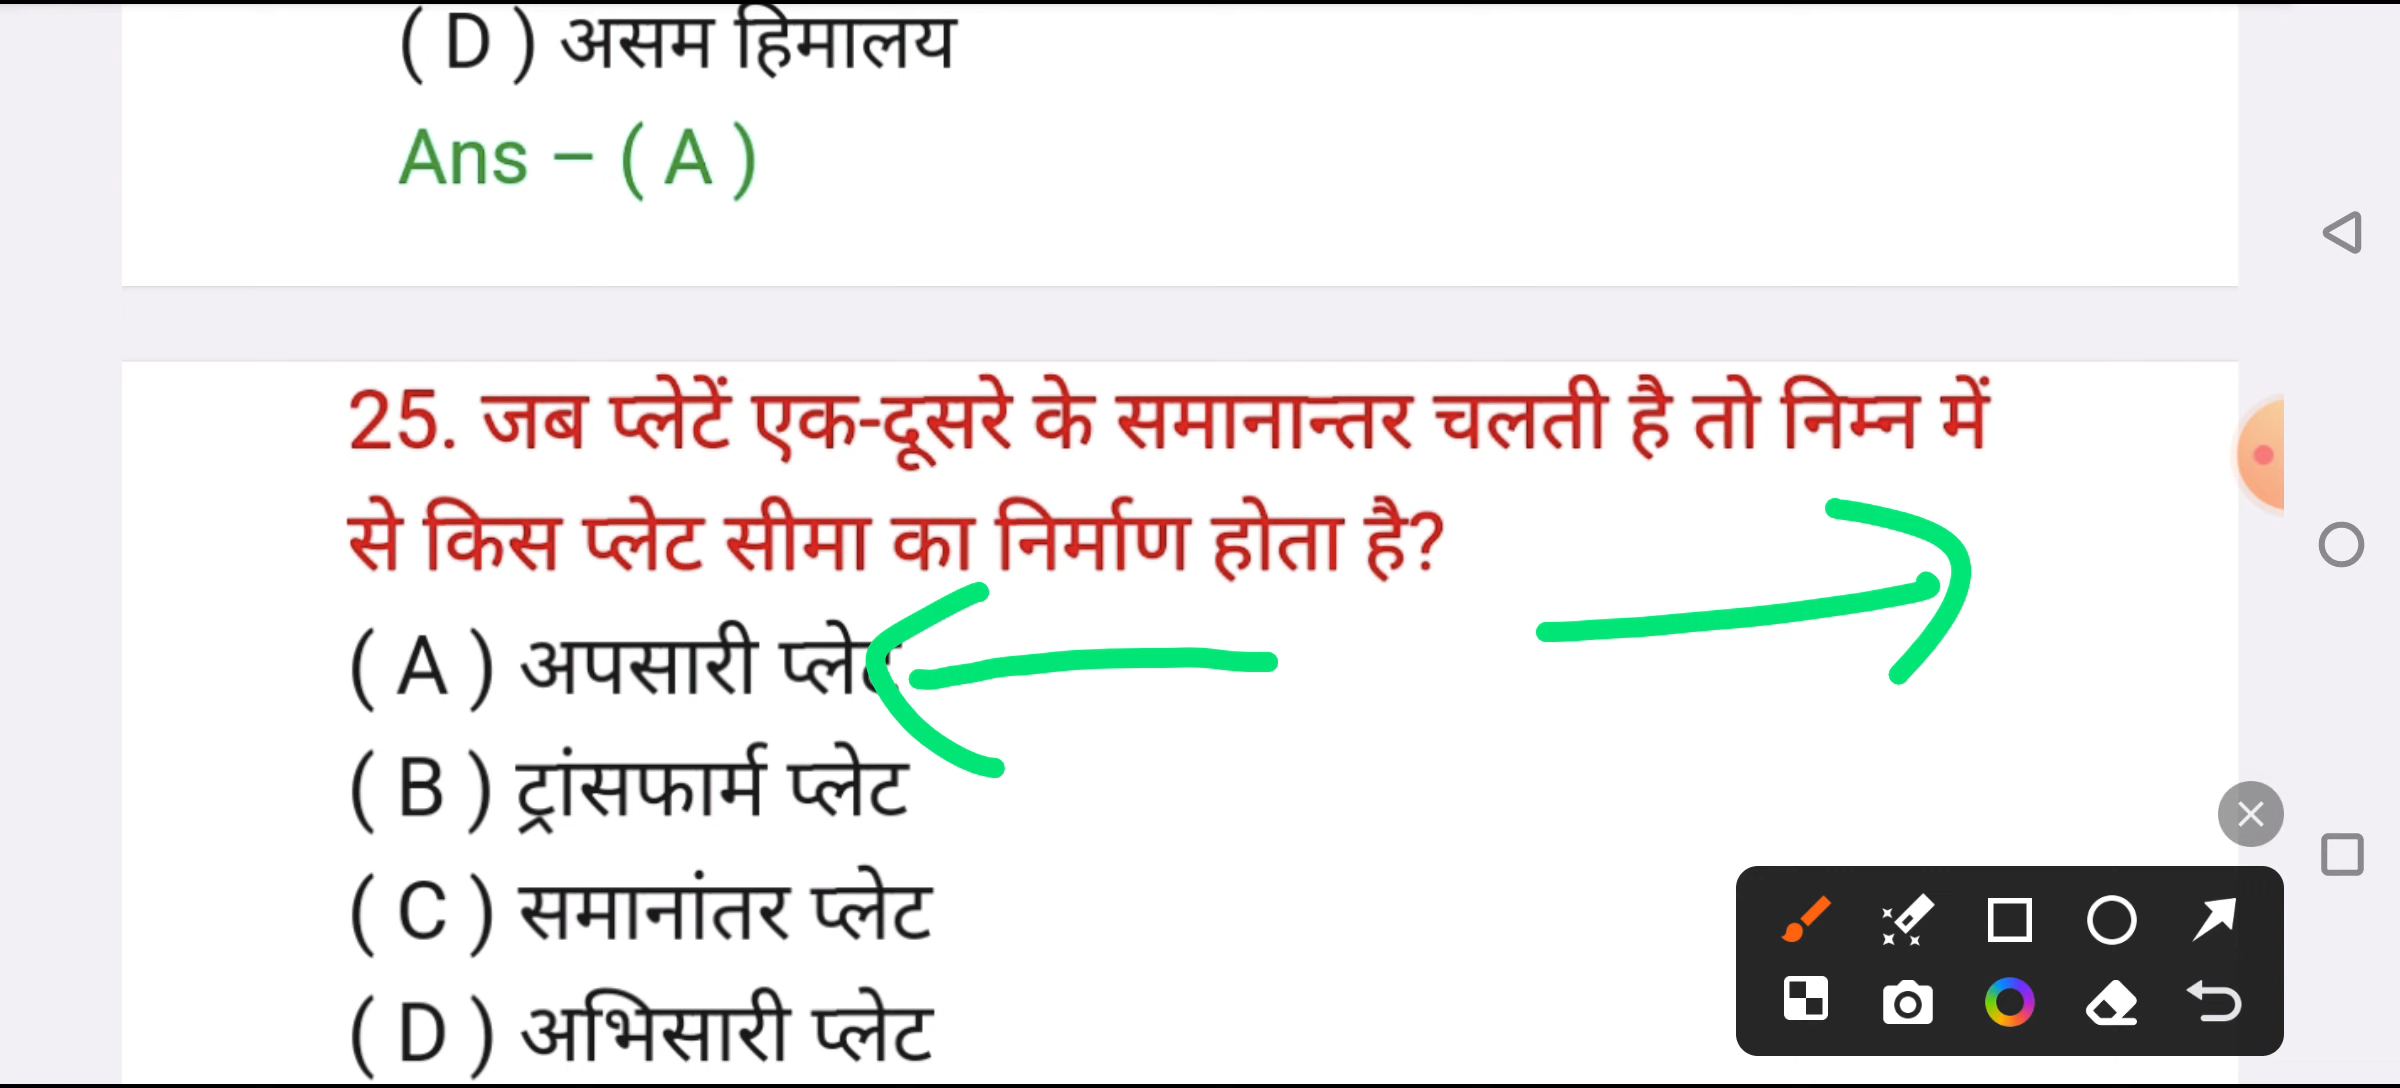 ( D ) असम हिमालय
Ans – ( A )
25. जब प्लेटें एक-दूसरे के समानान्तर चलती है तो निम्न में
से किस प्लेट सीमा का निर्माण होता है?
( A ) अपसारी प्लेट
( B ) ट्रांसफार्म प्लेट
( C ) समानांतर प्लेट
( D ) अभिसारी प्लेट